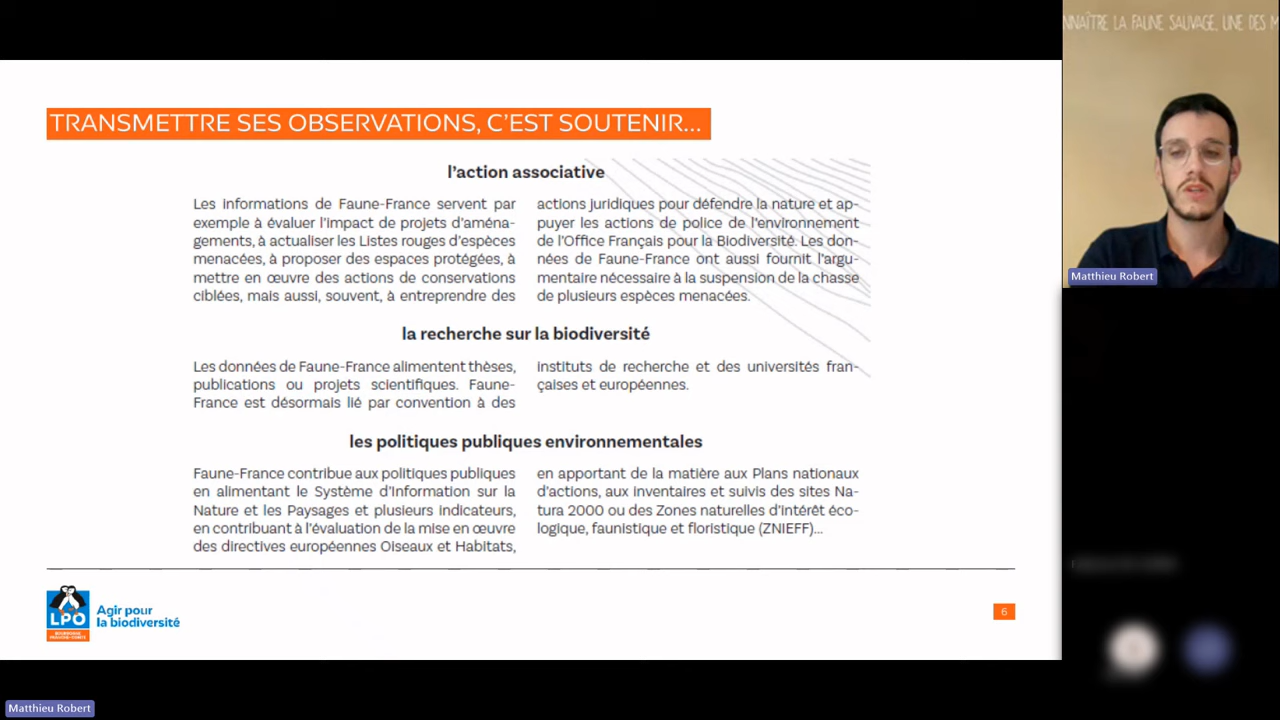 NNAÎTRE LA FAUNE SAUVAGE, UNE DES M
TRANSMETTRE SES OBSERVATIONS, C'EST SOUTENIR...
l'action associative
Les informations de Faune-France servent par
exemple à évaluer l'impact de projets d'aména-
gements, à actualiser les Listes rouges d'espèces
menacées, à proposer des espaces protégées, à
mettre en œuvre des actions de conservations
ciblées, mais aussi, souvent, à entreprendre des
actions juridiques pour défendre la nature et ap-
puyer les actions de police de l'environnement
de l'Office Français pour la Biodiversité. Les don-
nées de Faune-France ont aussi fournit l'argu-
mentaire nécessaire à la suspension de la chasse
de plusieurs espèces menacées.
la recherche sur la biodiversité
Les données de Faune-France alimentent thèses,
publications ou projets scientifiques. Faune-
France est désormais lié par convention à des
instituts de recherche et des universités fran-
çaises et européennes.
les politiques publiques environnementales
Faune-France contribue aux politiques publiques
en alimentant le Système d'Information sur la
Nature et les Paysages et plusieurs indicateurs,
en contribuant à l'évaluation de la mise en œuvre
des directives européennes Oiseaux et Habitats,
en apportant de la matière aux Plans nationaux
d'actions, aux inventaires et suivis des sites Na-
tura 2000 ou des Zones naturelles d'intérêt éco-
logique, faunistique et floristique (ZNIEFF)...
LPO
BOURGOGNE
FRANCHE-COMTÉ
Agir pour
la biodiversité
6
Matthieu Robert
Matthieu Robert